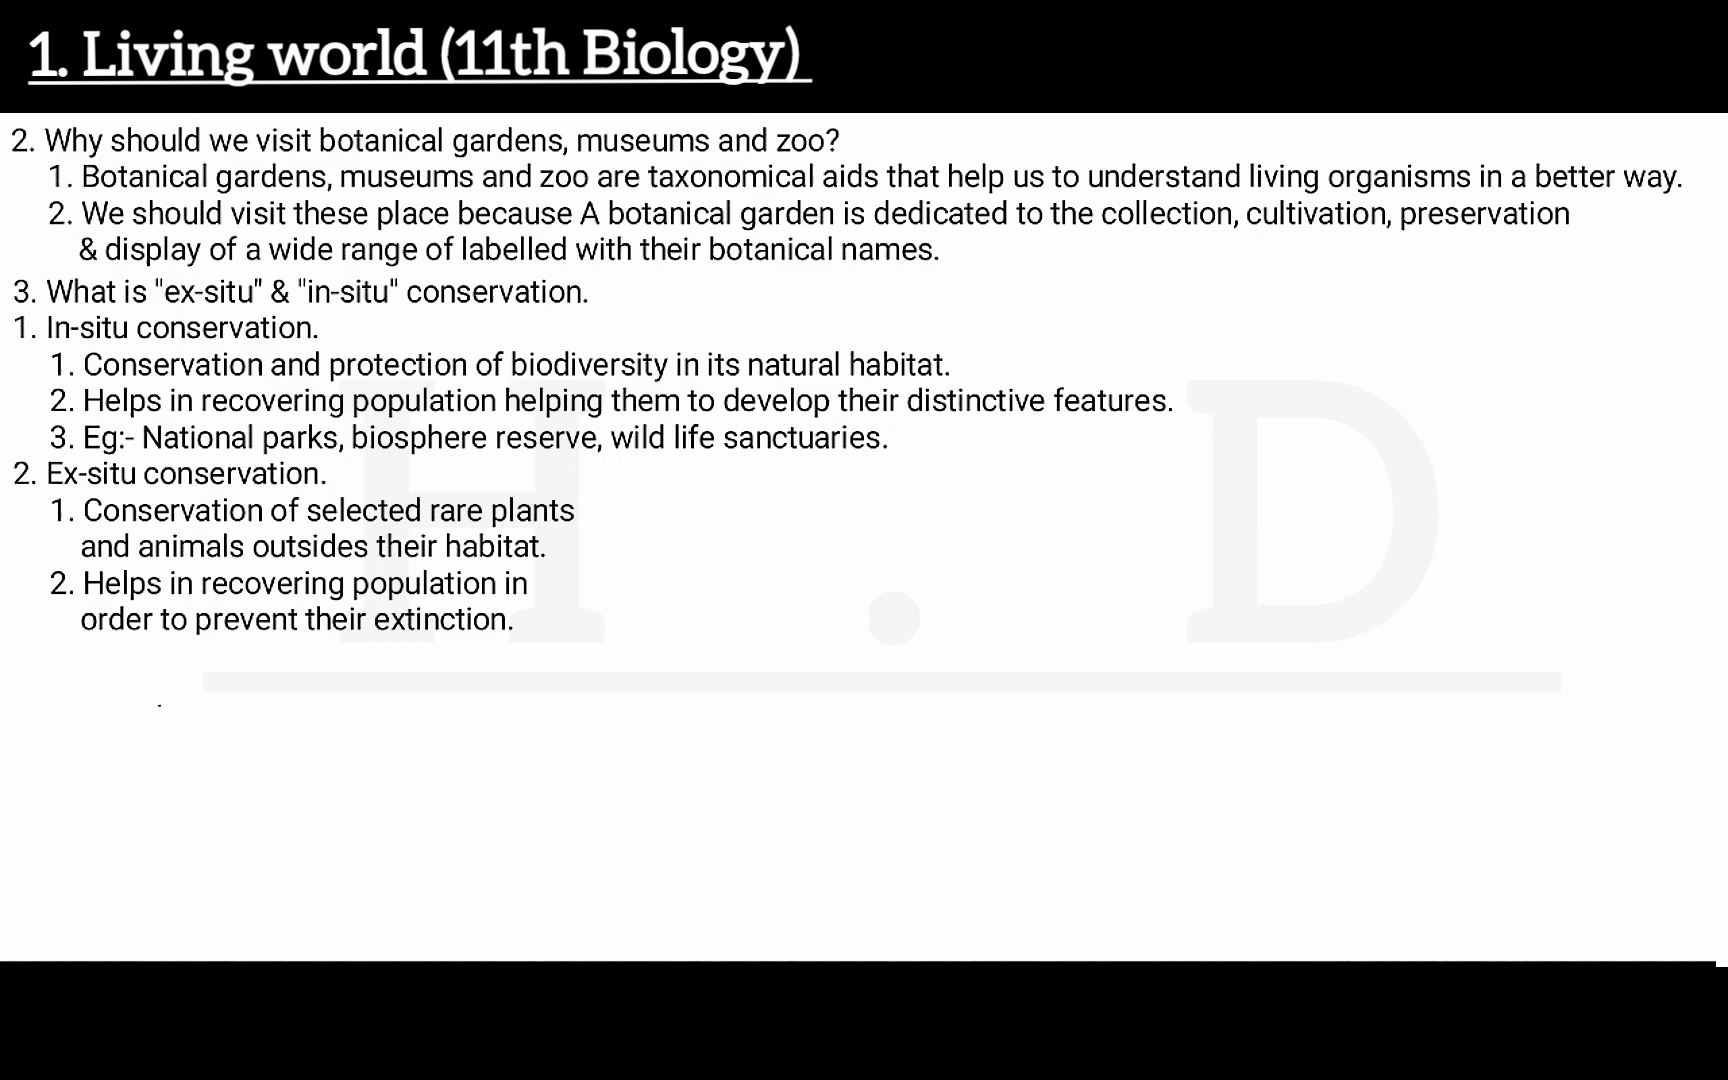 1. Living world (11th Biology)
2. Why should we visit botanical gardens, museums and zoo?
1. Botanical gardens, museums and zoo are taxonomical aids that help us to understand living organisms in a better way.
2. We should visit these place because A botanical garden is dedicated to the collection, cultivation, preservation
& display of a wide range of labelled with their botanical names.
3. What is "ex-situ" & "in-situ" conservation.
1. In-situ conservation.
1. Conservation and protection of biodiversity in its natural habitat.
2. Helps in recovering population helping them to develop their distinctive features.
3. Eg:- National parks, biosphere reserve, wild life sanctuaries.
2. Ex-situ conservation.
1. Conservation of selected rare plants
and animals outsides their habitat.
2. Helps in recovering population in
order to prevent their extinction.
H . D